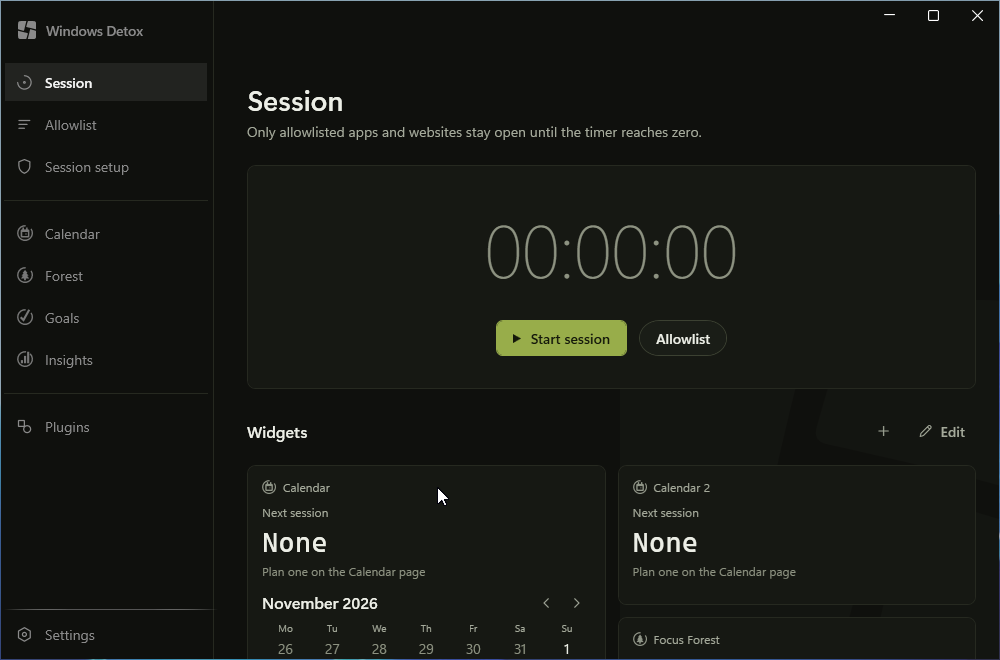 Windows Detox
Session
Allowlist
Session setup
Calendar
Forest
Goals
Insights
Plugins
Settings
Session
Only allowlisted apps and websites stay open until the timer reaches zero.
00:00:00
Start session
Allowlist
Widgets
Edit
Calendar
Next session
None
Plan one on the Calendar page
November 2026
Mo Tu We Th Fr Sa Su
26 27 28 29 30 31 1
Calendar 2
Next session
None
Plan one on the Calendar page
Focus Forest